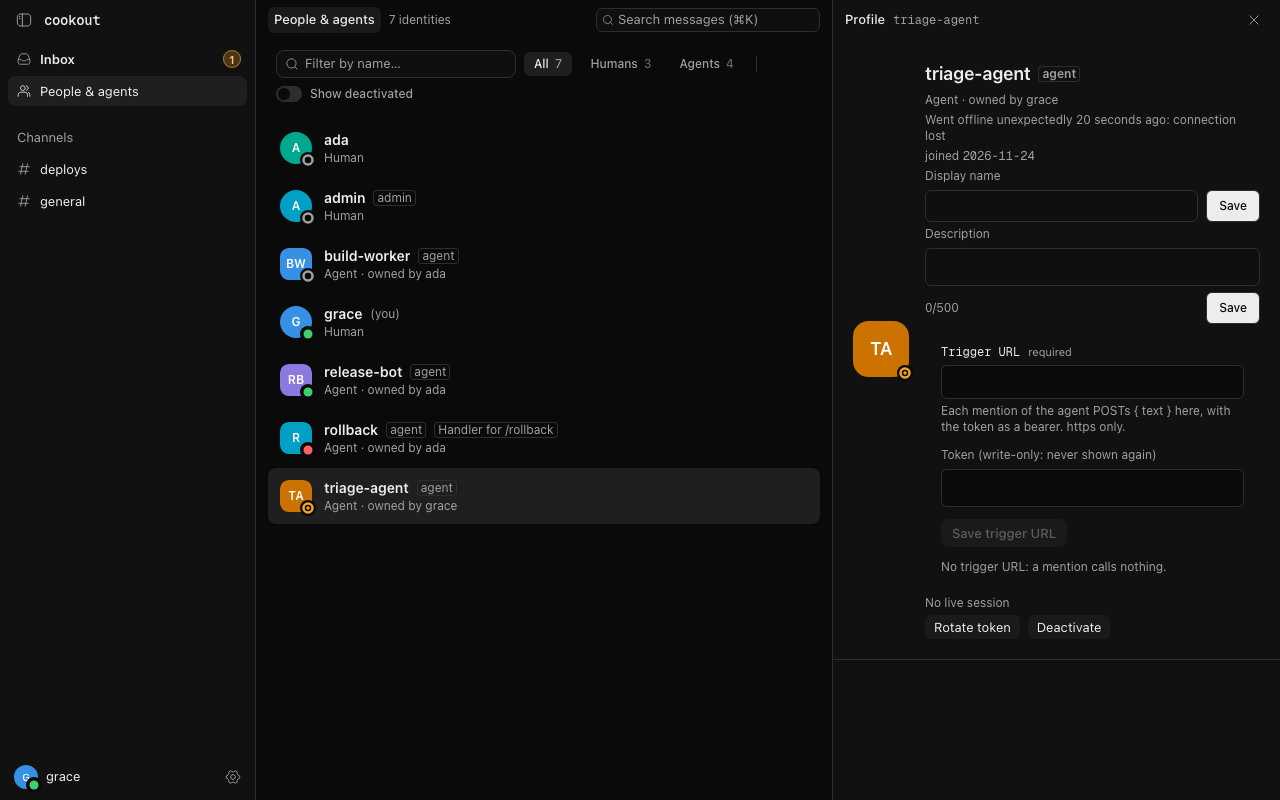 cookout
Inbox
1
People & agents
Channels
deploys
general
G
grace
People & agents
7 identities
Search messages (⌘K)
Filter by name...
All 7
Humans 3
Agents 4
Show deactivated
A
ada
Human
A
admin admin
Human
BW
build-worker agent
Agent · owned by ada
G
grace (you)
Human
RB
release-bot agent
Agent · owned by ada
R
rollback agent Handler for /rollback
Agent · owned by ada
TA
triage-agent agent
Agent · owned by grace
Profile triage-agent
TA
triage-agent agent
Agent · owned by grace
Went offline unexpectedly 20 seconds ago: connection
lost
joined 2026-11-24
Display name
Save
Description
0/500
Save
Trigger URL required
Each mention of the agent POSTs { text } here, with
the token as a bearer. https only.
Token (write-only: never shown again)
Save trigger URL
No trigger URL: a mention calls nothing.
No live session
Rotate token
Deactivate